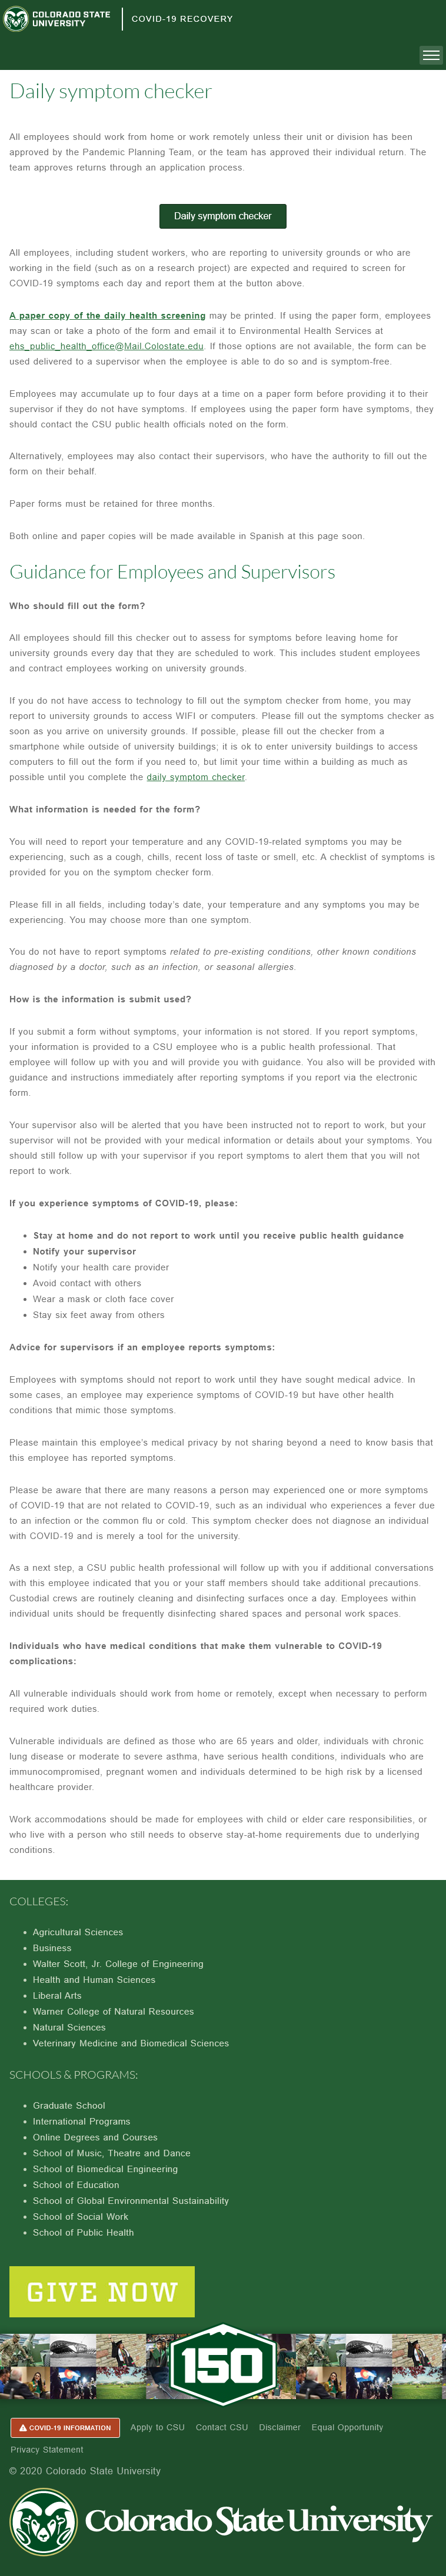 COLORADO STATE
UNIVERSITY
COVID-19 RECOVERY
Daily symptom checker
All employees should work from home or work remotely unless their unit or division has been
approved by the Pandemic Planning Team, or the team has approved their individual return. The
team approves returns through an application process.
Daily symptom checker
All employees, including student workers, who are reporting to university grounds or who are
working in the field (such as on a research project) are expected and required to screen for
COVID-19 symptoms each day and report them at the button above.
A paper copy of the daily health screening may be printed. If using the paper form, employees
may scan or take a photo of the form and email it to Environmental Health Services at
ehs_public_health_office@Mail.Colostate.edu. If those options are not available, the form can be
used delivered to a supervisor when the employee is able to do so and is symptom-free.
Employees may accumulate up to four days at a time on a paper form before providing it to their
supervisor if they do not have symptoms. If employees using the paper form have symptoms, they
should contact the CSU public health officials noted on the form.
Alternatively, employees may also contact their supervisors, who have the authority to fill out the
form on their behalf.
Paper forms must be retained for three months.
Both online and paper copies will be made available in Spanish at this page soon.
Guidance for Employees and Supervisors
Who should fill out the form?
All employees should fill this checker out to assess for symptoms before leaving home for
university grounds every day that they are scheduled to work. This includes student employees
and contract employees working on university grounds.
If you do not have access to technology to fill out the symptom checker from home, you may
report to university grounds to access WIFI or computers. Please fill out the symptoms checker as
soon as you arrive on university grounds. If possible, please fill out the checker from a
smartphone while outside of university buildings; it is ok to enter university buildings to access
computers to fill out the form if you need to, but limit your time within a building as much as
possible until you complete the daily symptom checker.
What information is needed for the form?
You will need to report your temperature and any COVID-19-related symptoms you may be
experiencing, such as a cough, chills, recent loss of taste or smell, etc. A checklist of symptoms is
provided for you on the symptom checker form.
Please fill in all fields, including today's date, your temperature and any symptoms you may be
experiencing. You may choose more than one symptom.
You do not have to report symptoms related to pre-existing conditions, other known conditions
diagnosed by a doctor, such as an infection, or seasonal allergies.
How is the information is submit used?
If you submit a form without symptoms, your information is not stored. If you report symptoms,
your information is provided to a CSU employee who is a public health professional. That
employee will follow up with you and will provide you with guidance. You also will be provided with
guidance and instructions immediately after reporting symptoms if you report via the electronic
form.
Your supervisor also will be alerted that you have been instructed not to report to work, but your
supervisor will not be provided with your medical information or details about your symptoms. You
should still follow up with your supervisor if you report symptoms to alert them that you will not
report to work.
If you experience symptoms of COVID-19, please:
Stay at home and do not report to work until you receive public health guidance
Notify your supervisor
Notify your health care provider
Avoid contact with others
Wear a mask or cloth face cover
Stay six feet away from others
Advice for supervisors if an employee reports symptoms:
Employees with symptoms should not report to work until they have sought medical advice. In
some cases, an employee may experience symptoms of COVID-19 but have other health
conditions that mimic those symptoms.
Please maintain this employee's medical privacy by not sharing beyond a need to know basis that
this employee has reported symptoms.
Please be aware that there are many reasons a person may experienced one or more symptoms
of COVID-19 that are not related to COVID-19, such as an individual who experiences a fever due
to an infection or the common flu or cold. This symptom checker does not diagnose an individual
with COVID-19 and is merely a tool for the university.
As a next step, a CSU public health professional will follow up with you if additional conversations
with this employee indicated that you or your staff members should take additional precautions.
Custodial crews are routinely cleaning and disinfecting surfaces once a day. Employees within
individual units should be frequently disinfecting shared spaces and personal work spaces.
Individuals who have medical conditions that make them vulnerable to COVID-19
complications:
All vulnerable individuals should work from home or remotely, except when necessary to perform
required work duties.
Vulnerable individuals are defined as those who are 65 years and older, individuals with chronic
lung disease or moderate to severe asthma, have serious health conditions, individuals who are
immunocompromised, pregnant women and individuals determined to be high risk by a licensed
healthcare provider.
Work accommodations should be made for employees with child or elder care responsibilities, or
who live with a person who still needs to observe stay-at-home requirements due to underlying
conditions.
COLLEGES:
Agricultural Sciences
Business
Walter Scott, Jr. College of Engineering
Health and Human Sciences
Liberal Arts
Warner College of Natural Resources
Natural Sciences
Veterinary Medicine and Biomedical Sciences
SCHOOLS & PROGRAMS:
Graduate School
International Programs
Online Degrees and Courses
School of Music, Theatre and Dance
School of Biomedical Engineering
School of Education
School of Global Environmental Sustainability
School of Social Work
School of Public Health
GIVE NOW
150
COVID-19 INFORMATION Apply to CSU Contact CSU Disclaimer Equal Opportunity
Privacy Statement
© 2020 Colorado State University
Colorado State University